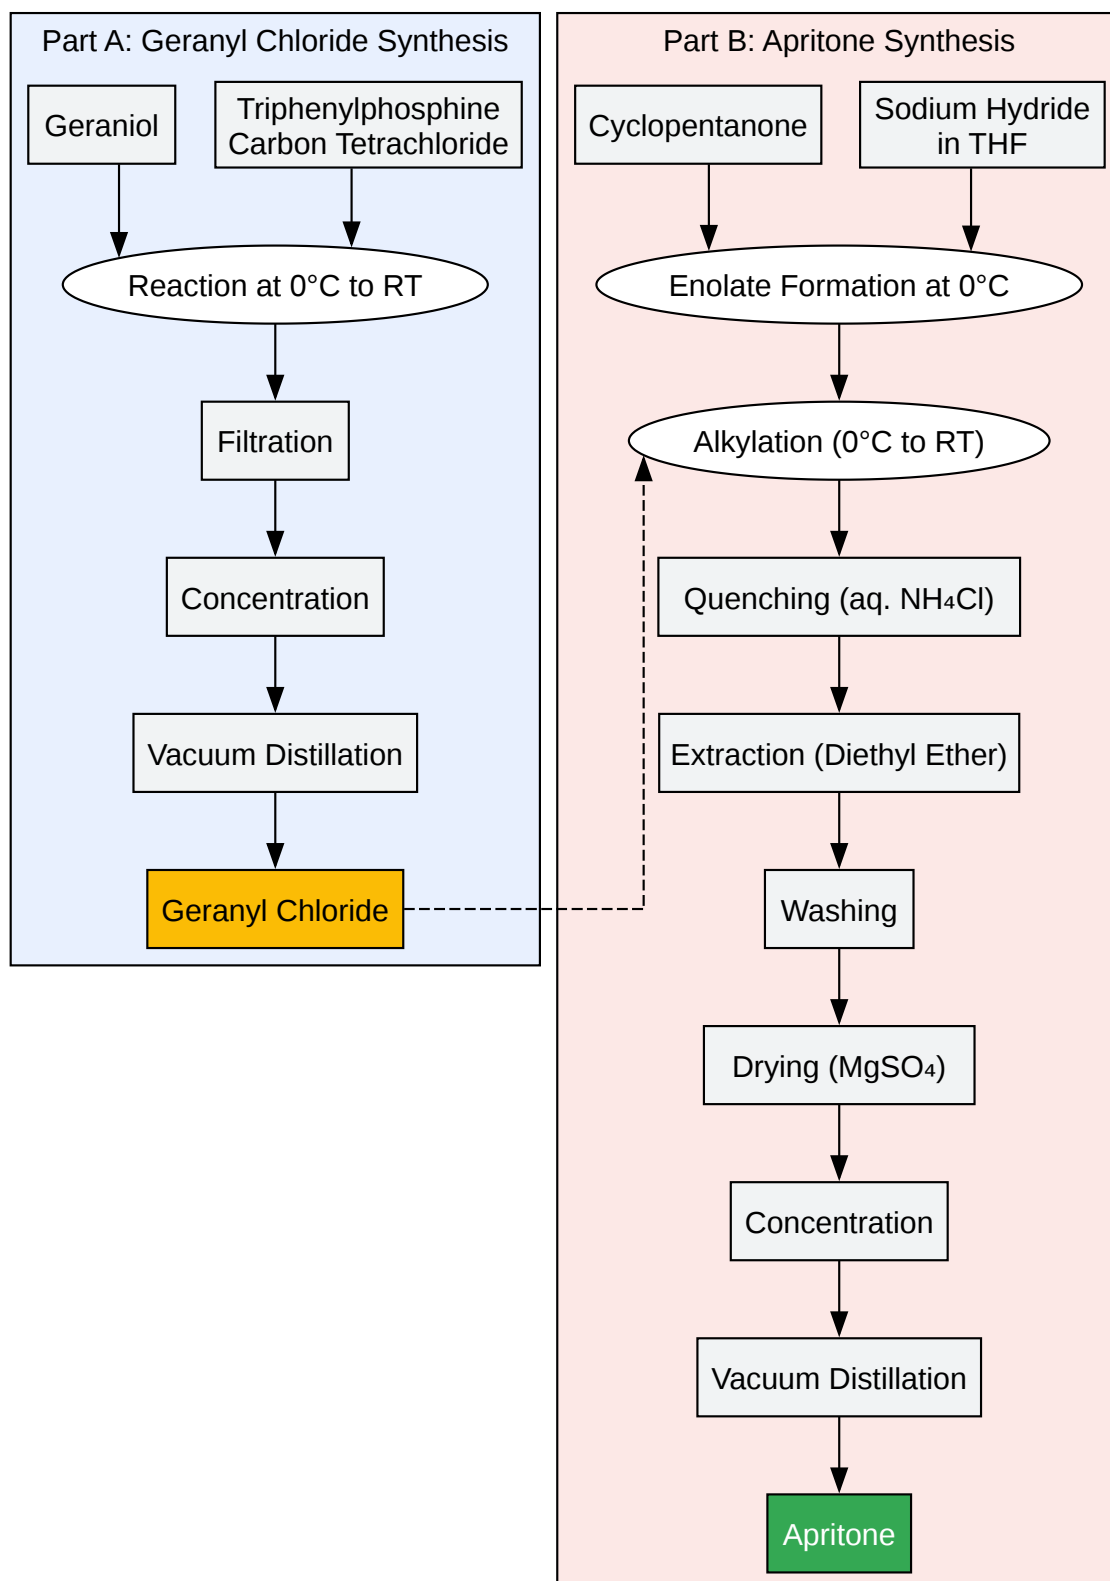 Part A: Geranyl Chloride Synthesis
Geraniol
Triphenylphosphine
Carbon Tetrachloride
Reaction at 0°C to RT
Filtration
Concentration
Vacuum Distillation
Geranyl Chloride
Part B: Apritone Synthesis
Cyclopentanone
Sodium Hydride
in THF
Enolate Formation at 0°C
Alkylation (0°C to RT)
Quenching (aq. NH₄Cl)
Extraction (Diethyl Ether)
Washing
Drying (MgSO₄)
Concentration
Vacuum Distillation
Apritone